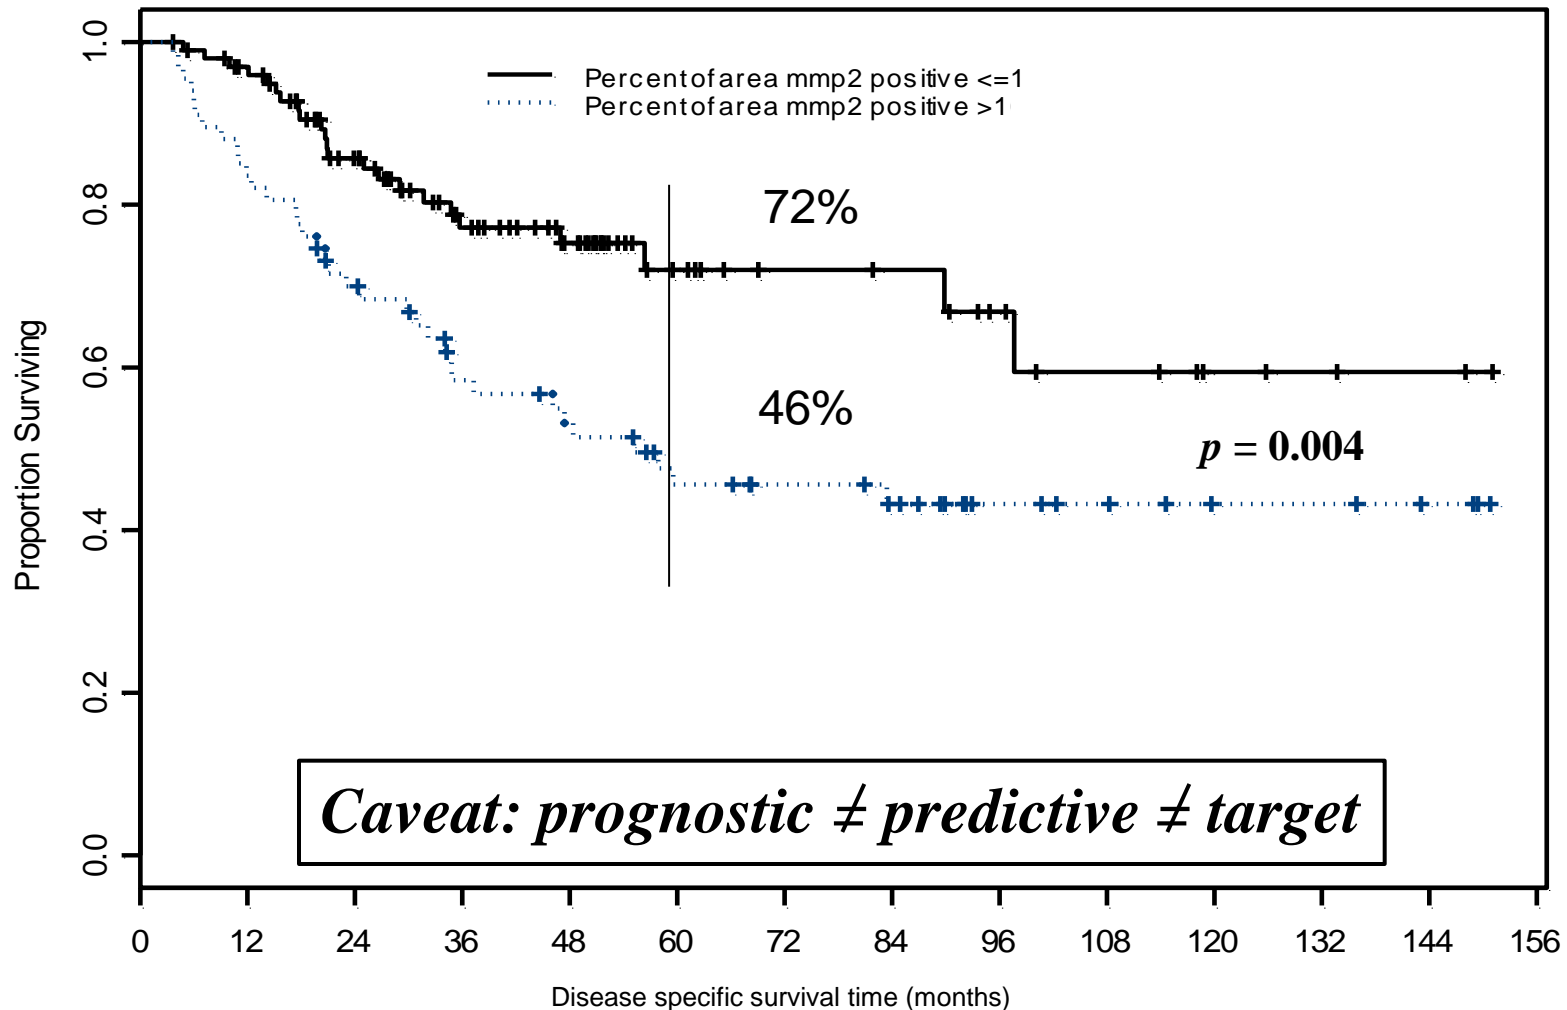 Percent of area mmp2 positive <=1
Percent of area mmp2 positive >1
1.0
0.8
0.6
0.4
0.2
0.0
Proportion Surviving
72%
46%
p = 0.004
Caveat: prognostic ≠ predictive ≠ target
0 12 24 36 48 60 72 84 96 108 120 132 144 156
Disease specific survival time (months)